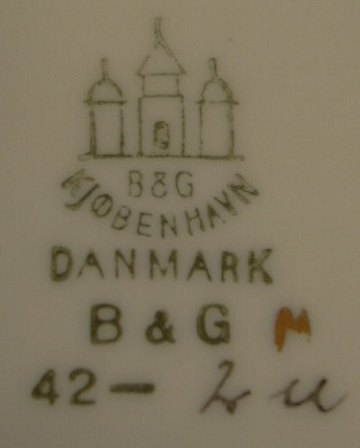 B&G
KJØBENHAVN
DANMARK
B & G M
42—